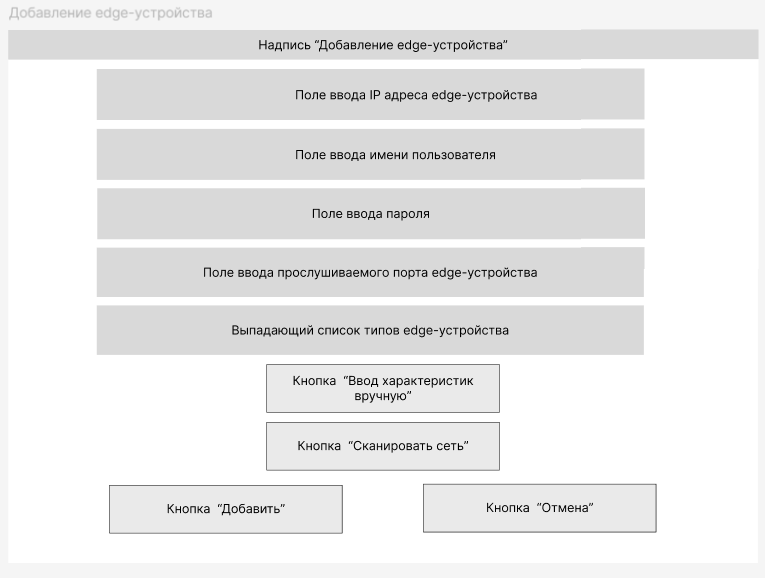 Добавление edge-устройства
Надпись “Добавление edge-устройства”
Поле ввода IP адреса edge-устройства
Поле ввода имени пользователя
Поле ввода пароля
Поле ввода прослушиваемого порта edge-устройства
Выпадающий список типов edge-устройства
Кнопка “Ввод характеристик
вручную”
Кнопка “Сканировать сеть”
Кнопка “Добавить”
Кнопка “Отмена”